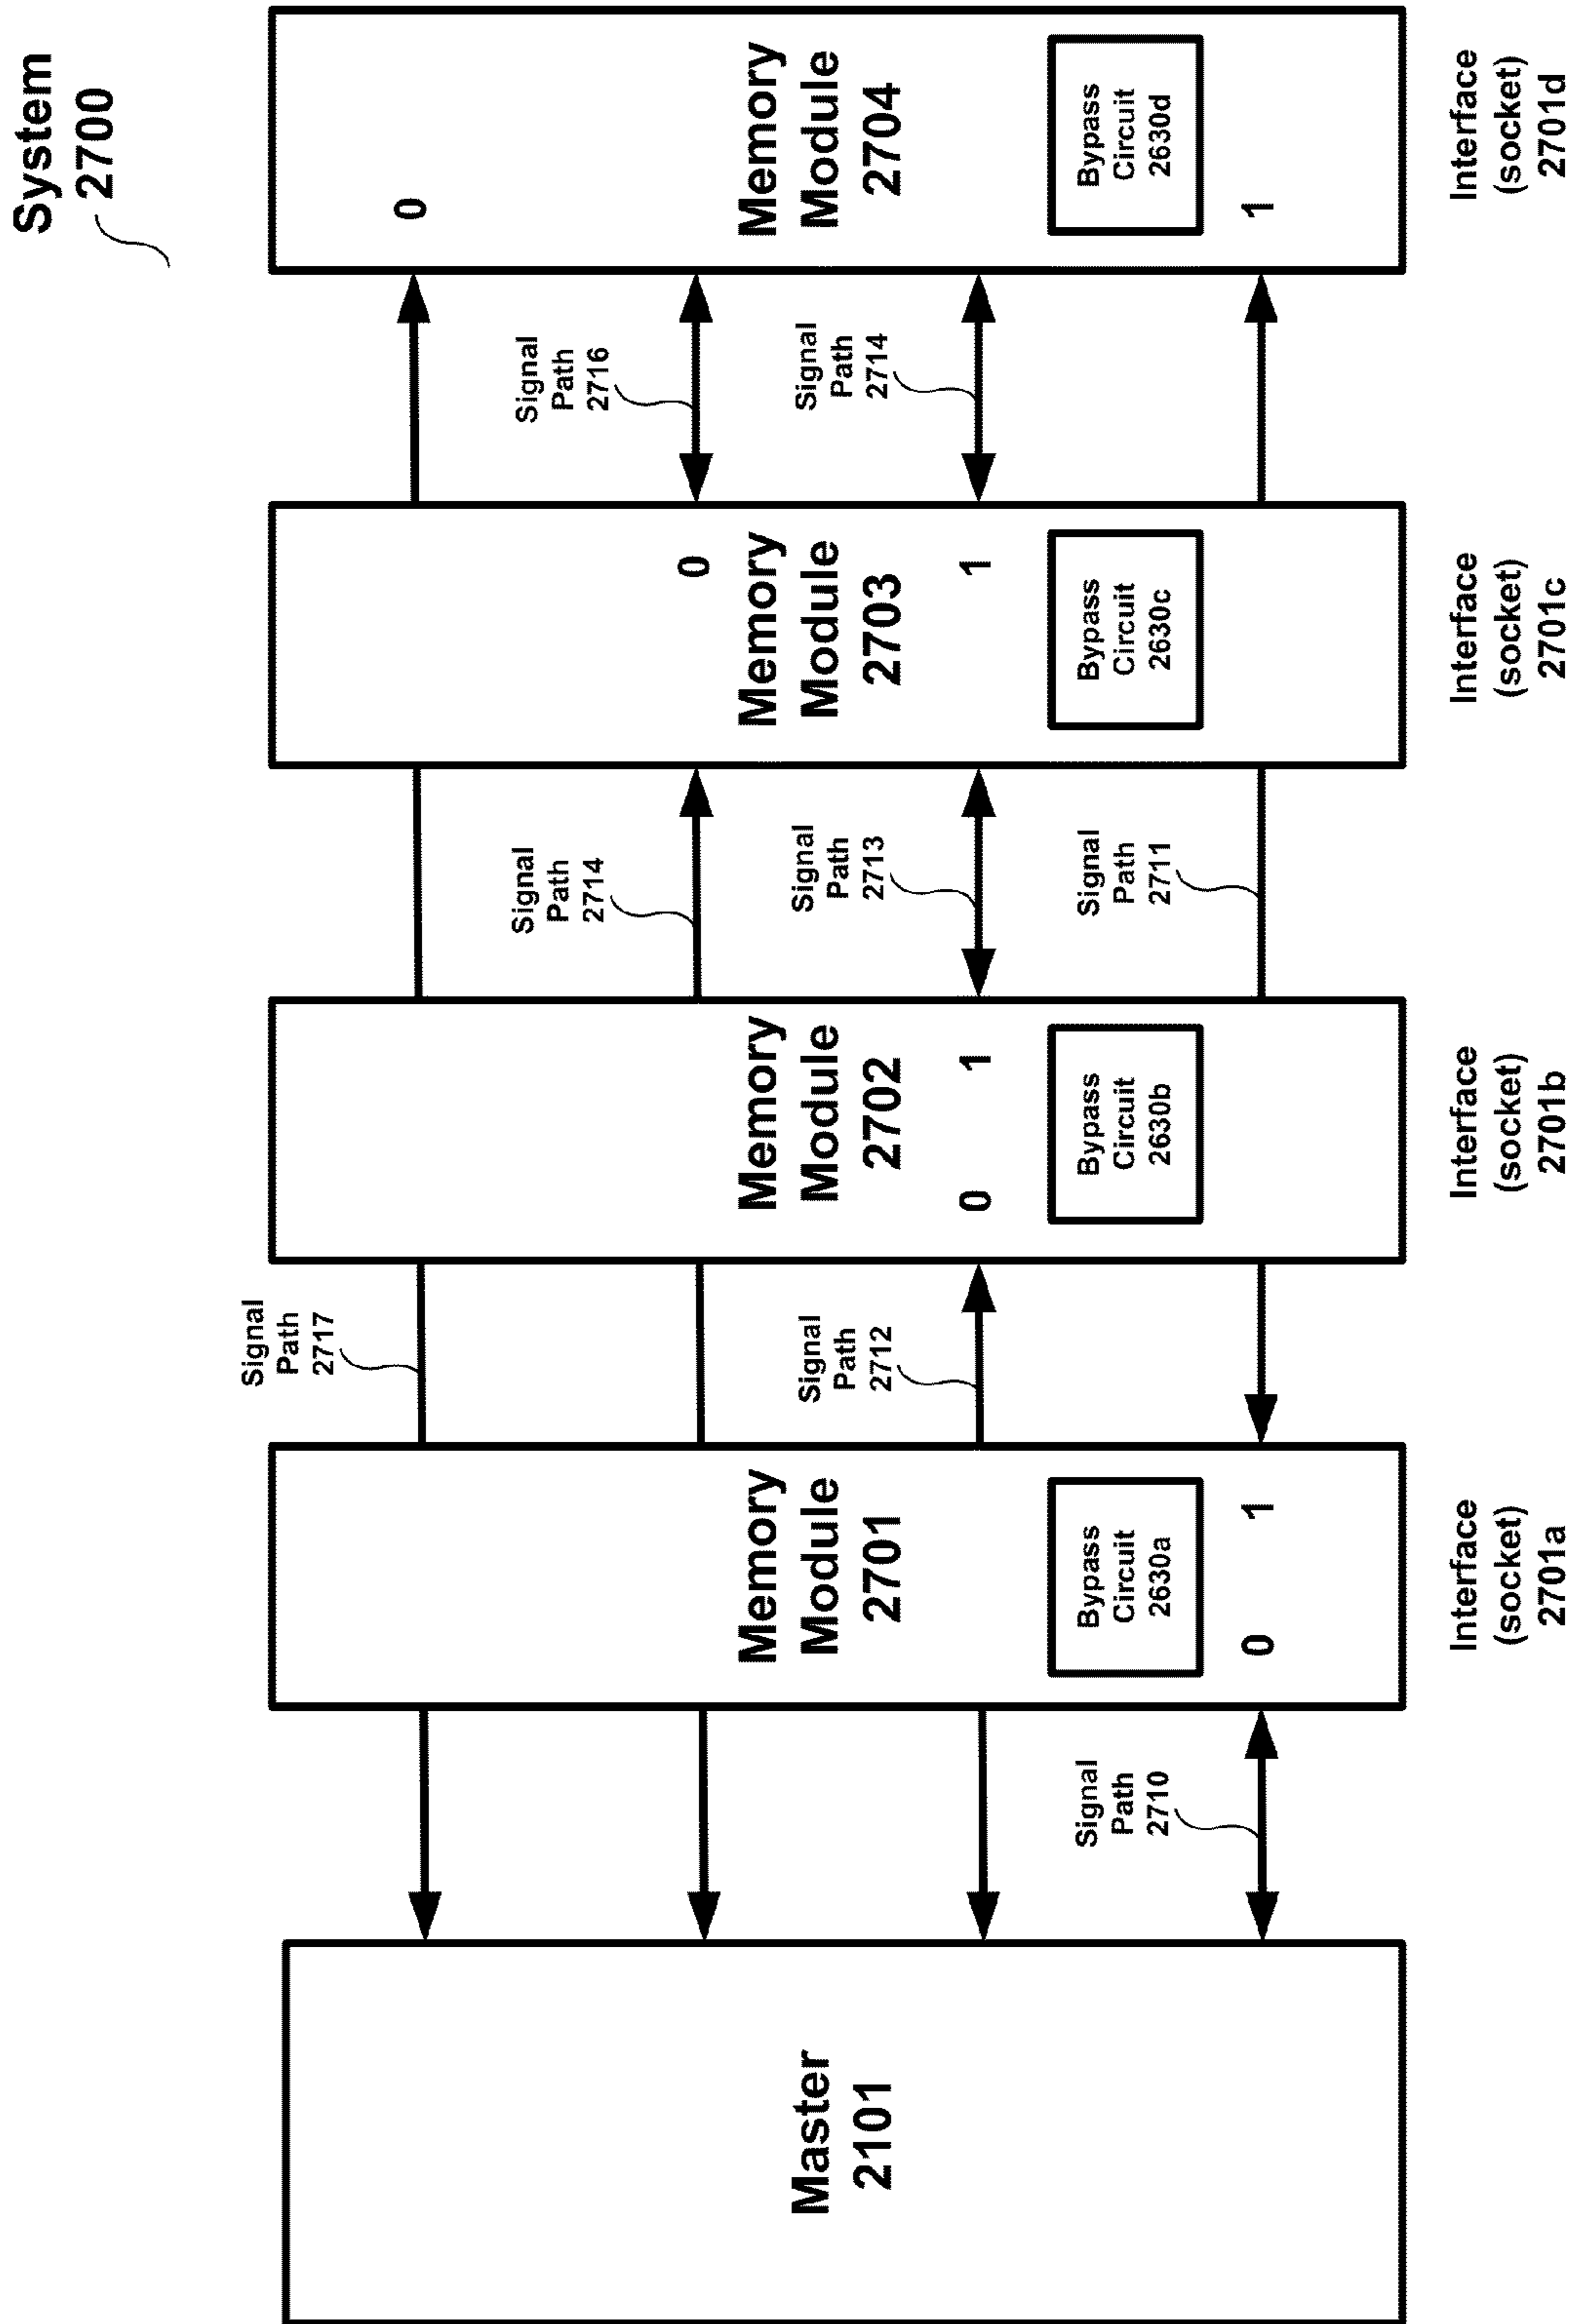 System
2700
Signal
Path
2717
0
Signal
Path
2714
Signal
Path
2716
0
Master
2101
Memory
Module
2701
Signal
Path
2712
Memory
Module
2702
Signal
Path
2713
Memory
Module
2703
Signal
Path
2714
Memory
Module
2704
0 1
1
Signal
Path
2710
Bypass
Circuit
2630a
Bypass
Circuit
2630b
Signal
Path
2711
Bypass
Circuit
2630c
Bypass
Circuit
2630d
0 1
1
Interface
(socket)
2701a
Interface
(socket)
2701b
Interface
(socket)
2701c
Interface
(socket)
2701d